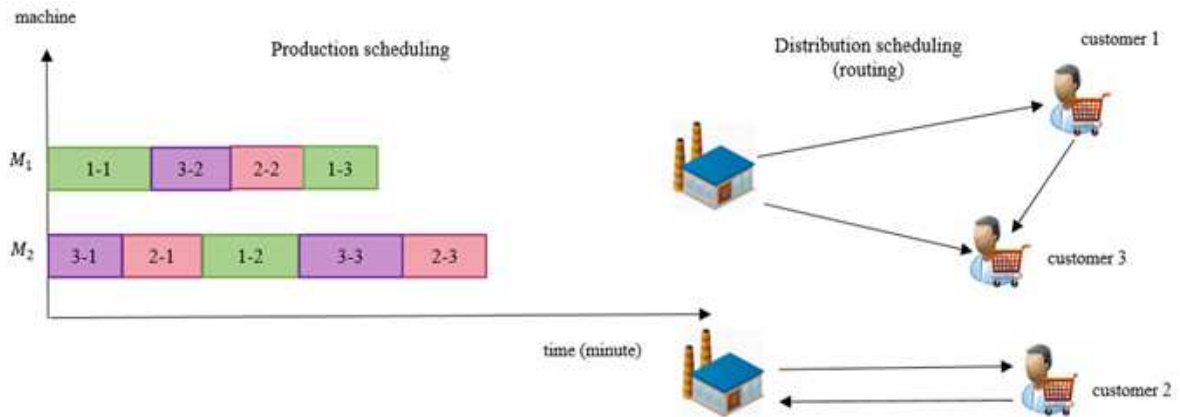 machine
Production scheduling
Distribution scheduling
(routing)
customer 1
M₁
1-1
3-2
2-2
1-3
M₂
3-1
2-1
1-2
3-3
2-3
customer 3
time (minute)
customer 2